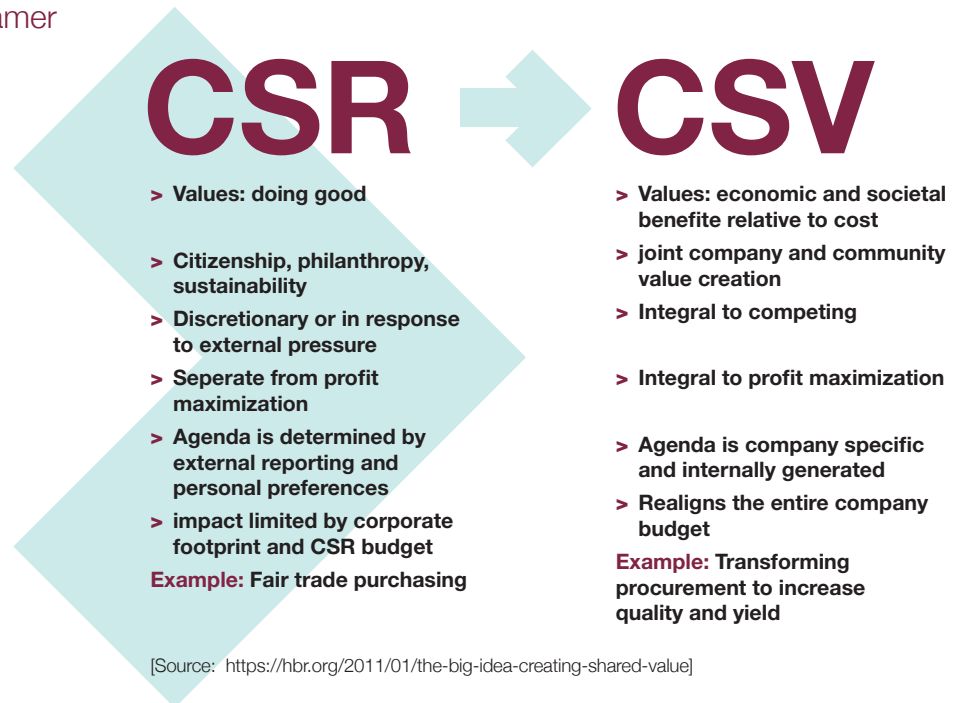 amer
CSR
> Values: doing good
> Citizenship, philanthropy,
sustainability
> Discretionary or in response
to external pressure
> Seperate from profit
maximization
> Agenda is determined by
external reporting and
personal preferences
> impact limited by corporate
footprint and CSR budget
Example: Fair trade purchasing
CSV
> Values: economic and societal
benefite relative to cost
> joint company and community
value creation
> Integral to competing
> Integral to profit maximization
> Agenda is company specific
and internally generated
> Realigns the entire company
budget
Example: Transforming
procurement to increase
quality and yield
[Source: https://hbr.org/2011/01/the-big-idea-creating-shared-value]